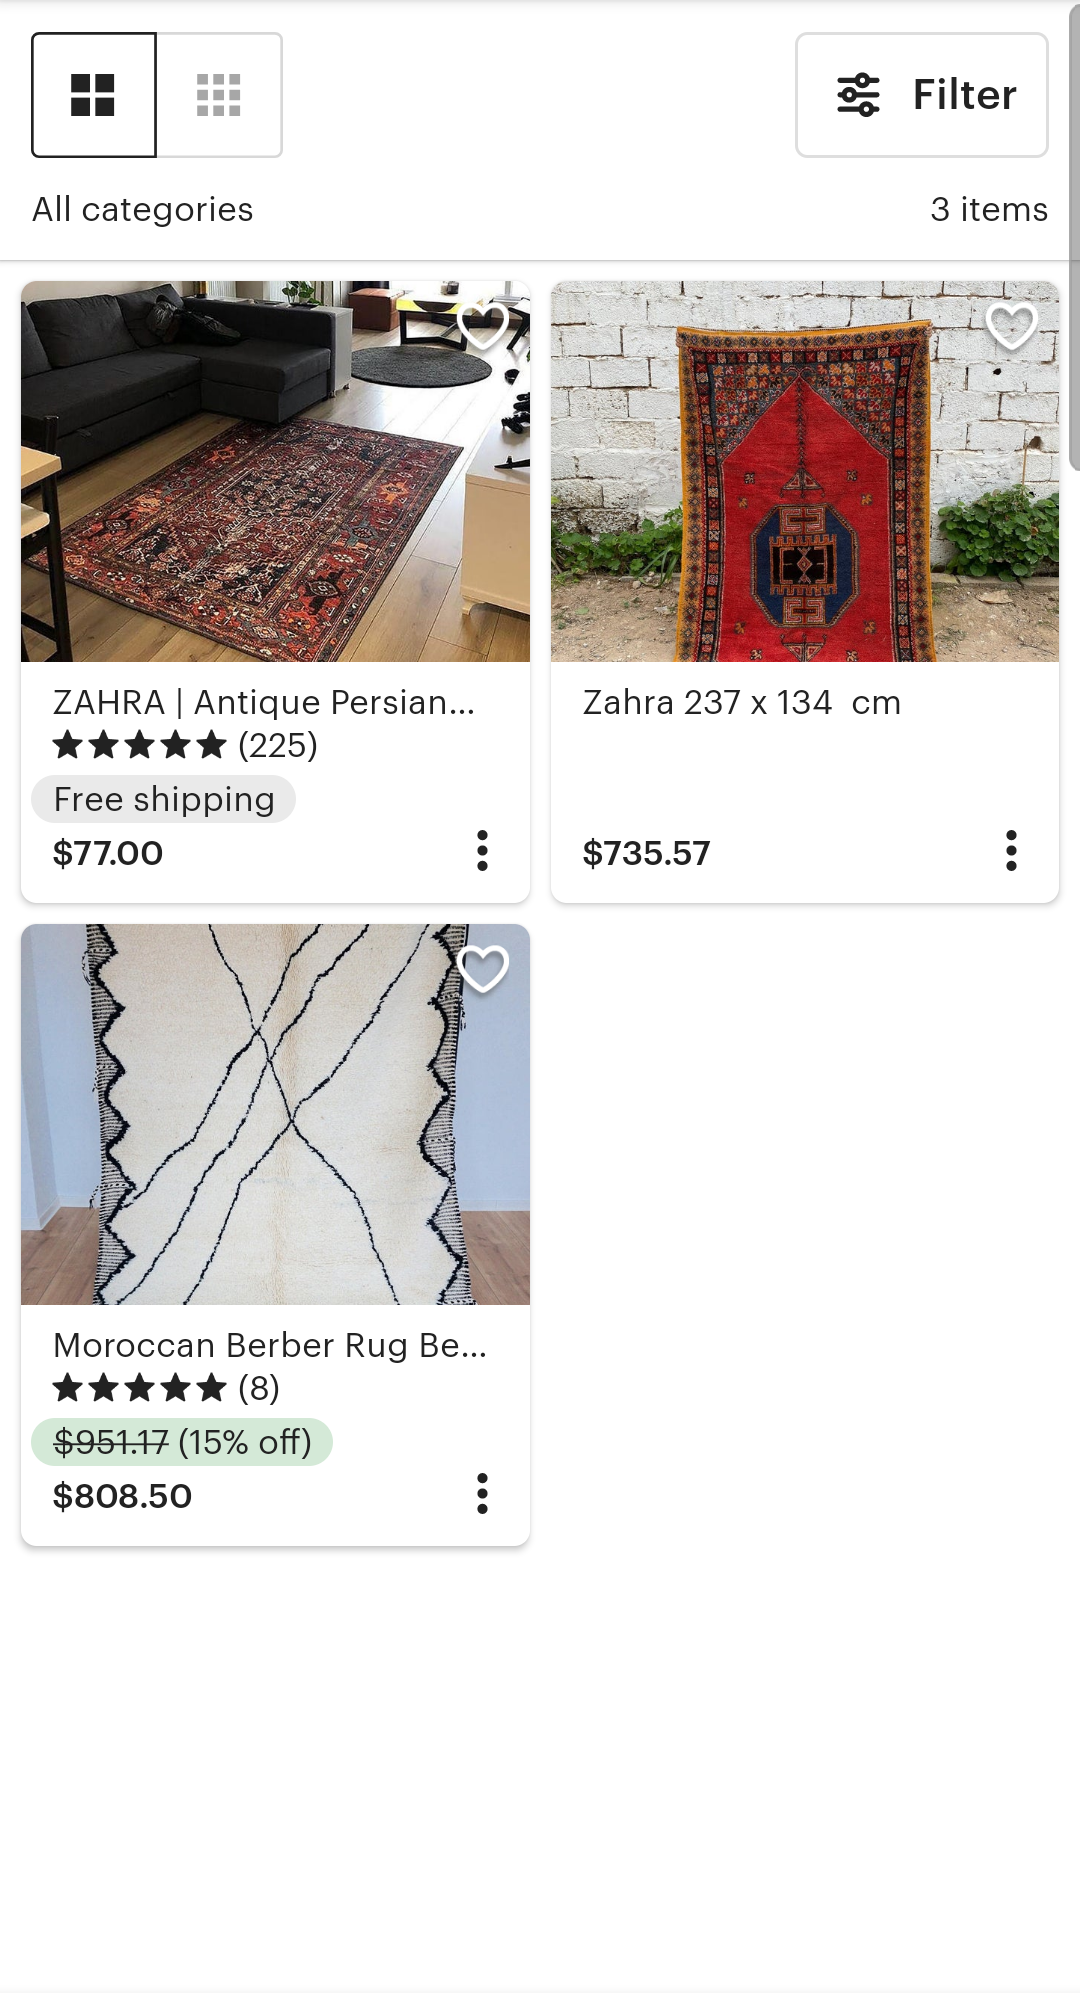 Filter
All categories
3 items
ZAHRA | Antique Persian...
(225)
Free shipping
$77.00
Zahra 237 x 134 cm
$735.57
Moroccan Berber Rug Be...
(8)
$951.17 (15% off)
$808.50